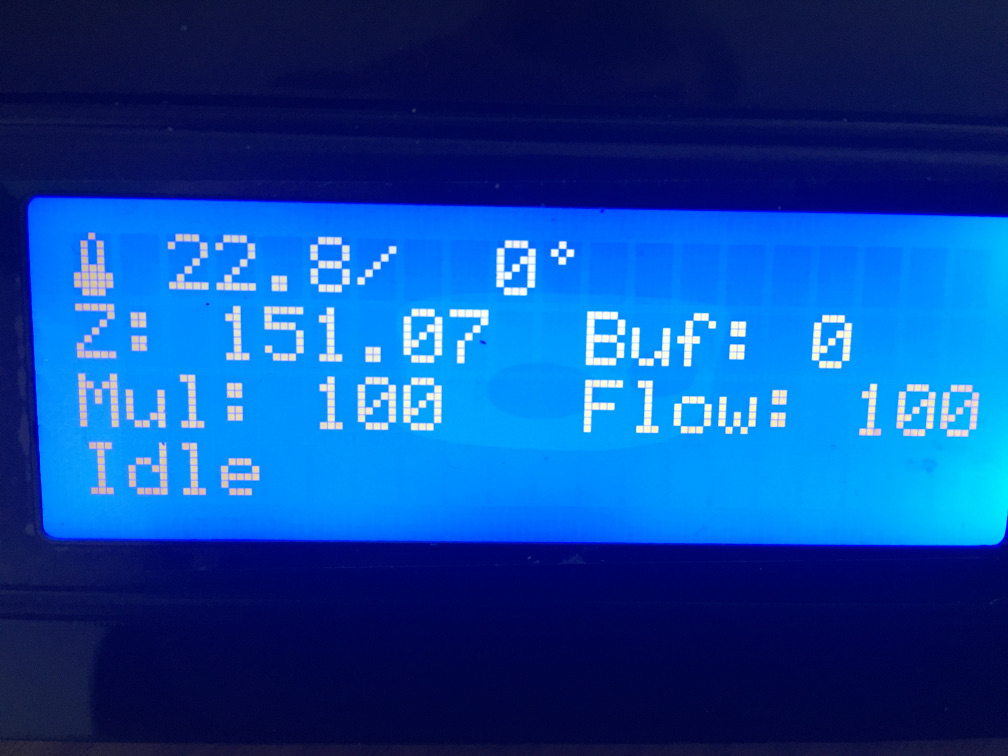 22.8/ 0°
Z: 151.07 Buf: 0
Mul: 100 Flow: 100
Idle